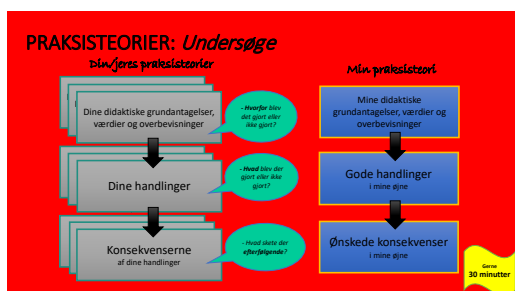 PRAKSISTEORIER: Undersøge
Din/jeres praksisteorier
Dine didaktiske grundantagelser,
værdier og overbevisninger
- Hvorfor blev
det gjort eller
ikke gjort?
Dine handlinger
- Hvad blev der
gjort eller ikke
gjort?
Konsekvenserne
af dine handlinger
- Hvad skete der
efterfølgende?
Min praksisteori
Mine didaktiske
grundantagelser, værdier og
overbevisninger
Gode handlinger
i mine øjne
Ønskede konsekvenser
i mine øjne
Gerne
30 minutter